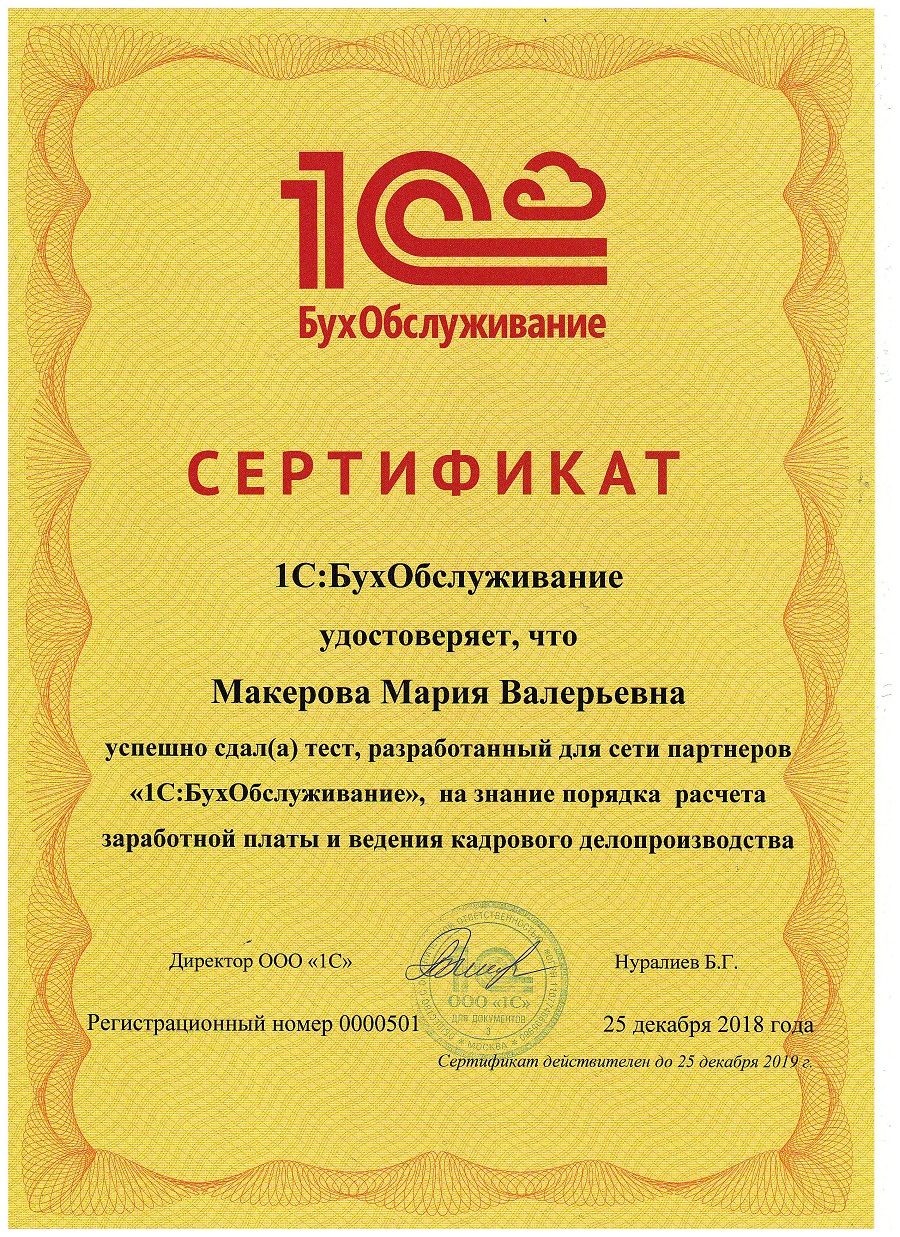 1С
БухОбслуживание
СЕРТИФИКАТ
1С:БухОбслуживание
удостоверяет, что
Макерова Мария Валерьевна
успешно сдал(а) тест, разработанный для сети партнеров
«1С:БухОбслуживание», на знание порядка расчета
заработной платы и ведения кадрового делопроизводства
Директор ООО «1С»
Нуралиев Б.Г.
ОТВЕТСТВЕННОСТЬЮ
ООО «1С»
ДЛЯ ДОКУМЕНТОВ
3
МОСКВА
Регистрационный номер 0000501
25 декабря 2018 года
Сертификат действителен до 25 декабря 2019 г.